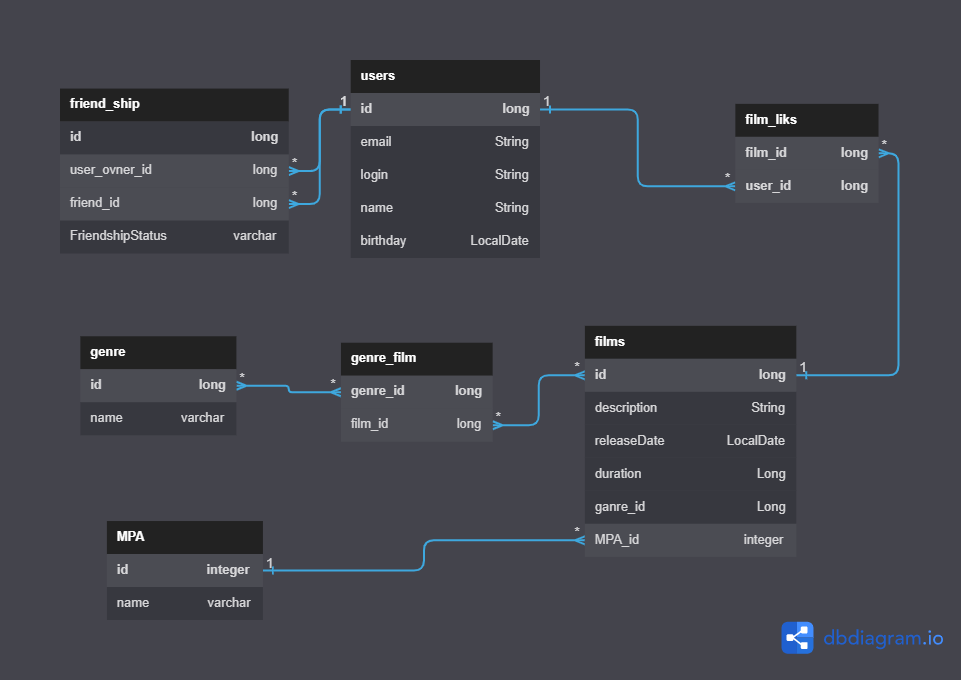 friend_ship
id long
user_ovner_id long
friend_id long
FriendshipStatus varchar
*
*
users
1 id long 1
email String
login String
name String
birthday LocalDate
film_liks
film_id long
user_id long
*
*
genre
id long
name varchar
*
genre_film
genre_id long
film_id long
*
*
films
id long
description String
releaseDate LocalDate
duration Long
ganre_id Long
MPA_id integer
*
1
*
MPA
id integer
name varchar
1
dbdiagram.io